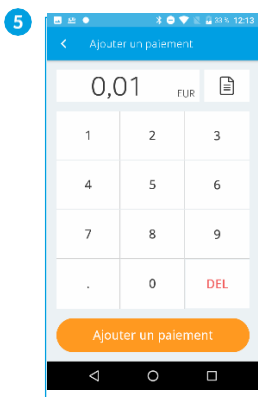 5
33 % 12:13
Ajouter un paiement
0,01 EUR
1 2 3
4 5 6
7 8 9
. 0 DEL
Ajouter un paiement